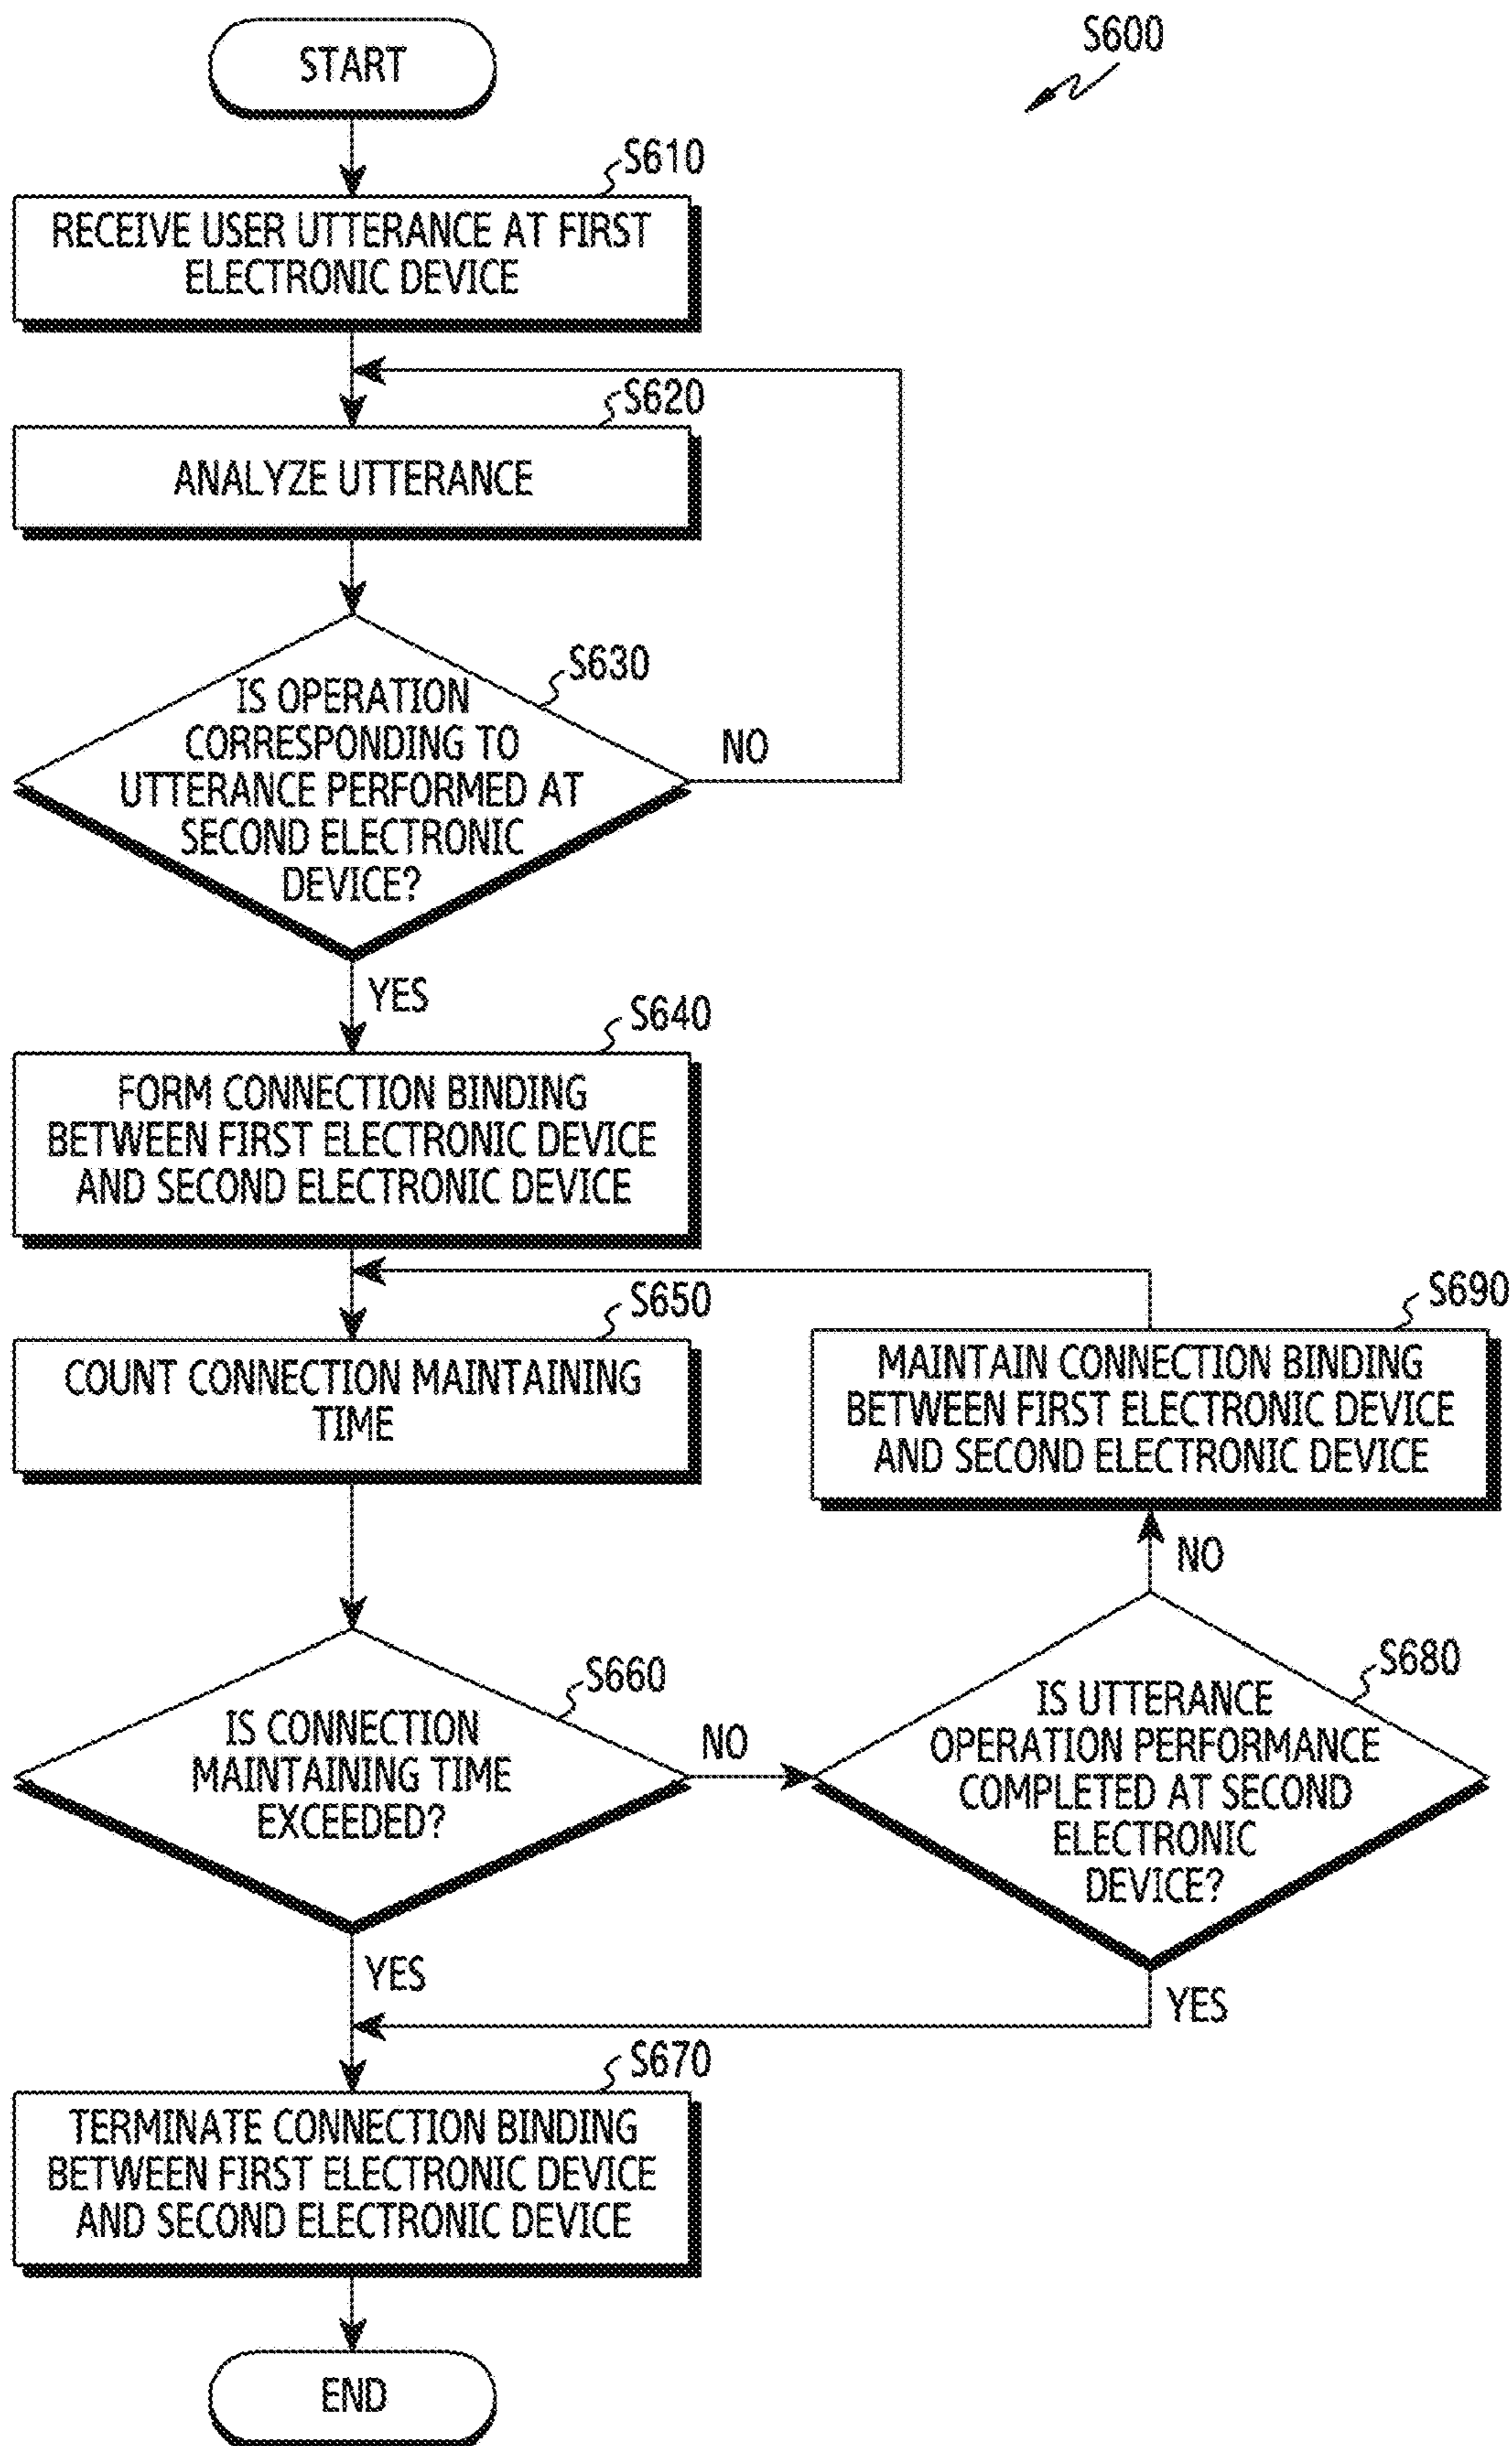 START
S600
S610
RECEIVE USER UTTERANCE AT FIRST
ELECTRONIC DEVICE
S620
ANALYZE UTTERANCE
S630
IS OPERATION
CORRESPONDING TO
UTTERANCE PERFORMED AT
SECOND ELECTRONIC
DEVICE?
NO
YES
S640
FORM CONNECTION BINDING
BETWEEN FIRST ELECTRONIC DEVICE
AND SECOND ELECTRONIC DEVICE
S650
COUNT CONNECTION MAINTAINING
TIME
S690
MAINTAIN CONNECTION BINDING
BETWEEN FIRST ELECTRONIC DEVICE
AND SECOND ELECTRONIC DEVICE
NO
S660
IS CONNECTION
MAINTAINING TIME
EXCEEDED?
NO
S680
IS UTTERANCE
OPERATION PERFORMANCE
COMPLETED AT SECOND
ELECTRONIC
DEVICE?
YES
YES
S670
TERMINATE CONNECTION BINDING
BETWEEN FIRST ELECTRONIC DEVICE
AND SECOND ELECTRONIC DEVICE
END